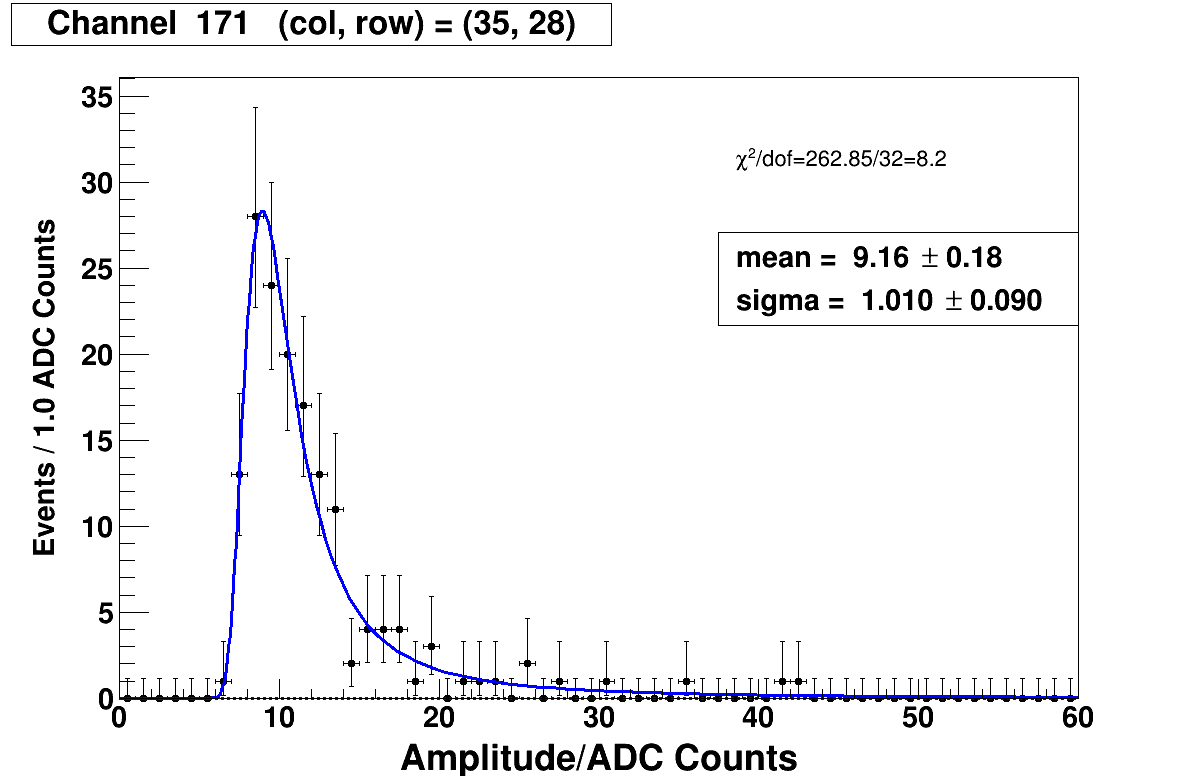 Channel 171 (col, row) = (35, 28)
35
30
25
20
15
10
5
0
Events / 1.0 ADC Counts
χ²/dof=262.85/32=8.2
mean = 9.16 ± 0.18
sigma = 1.010 ± 0.090
0 10 20 30 40 50 60
Amplitude/ADC Counts